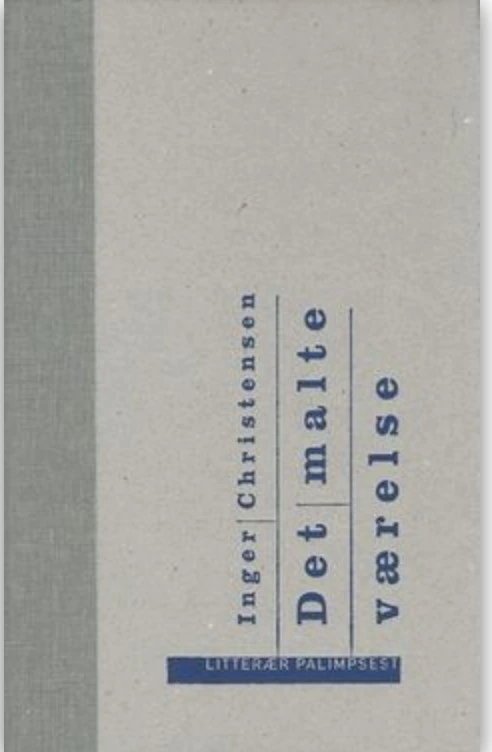 Inger Christensen
Det malte
værelse
LITTERÆR PALIMPSEST